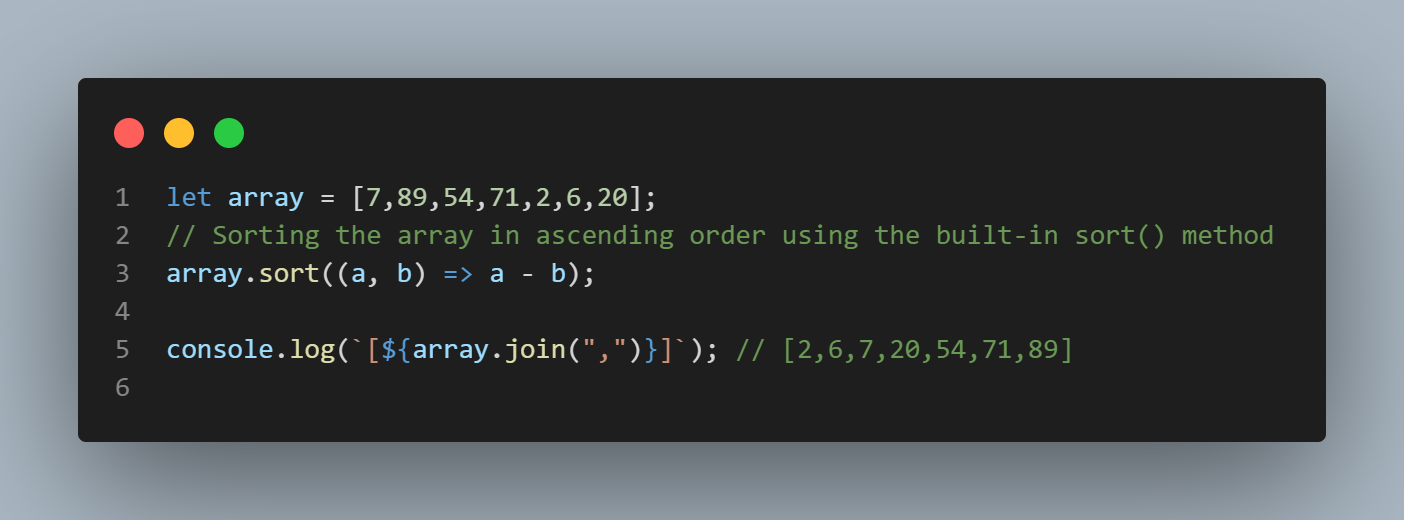 1 let array = [7,89,54,71,2,6,20];
2 // Sorting the array in ascending order using the built-in sort() method
3 array.sort((a, b) => a - b);
4
5 console.log(`[${array.join(",")}]`); // [2,6,7,20,54,71,89]
6